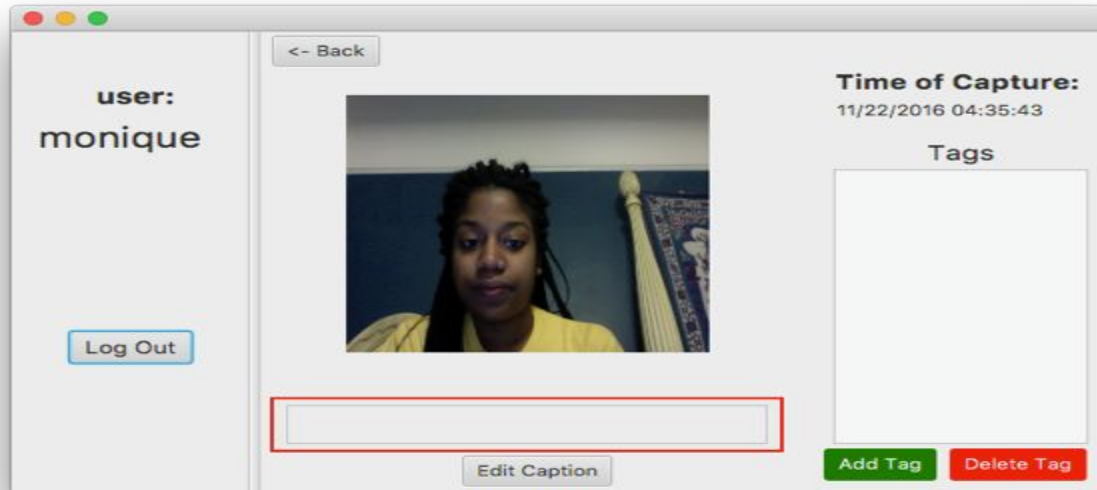 <- Back
user:
monique
Log Out
Edit Caption
Time of Capture:
11/22/2016 04:35:43
Tags
Add Tag
Delete Tag